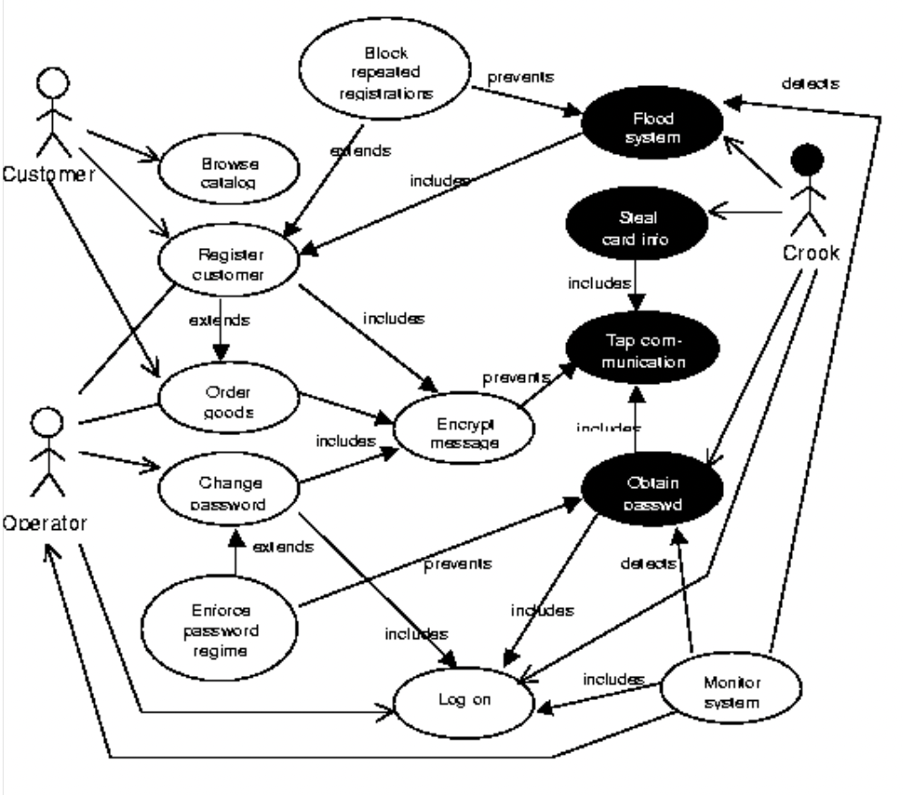 Block
repeated
registrations
prevents
detects
Flood
system
Customer
Browse
catalog
extends
includes
Steal
card info
Crook
Register
customer
includes
extends
includes
Tap com-
munication
Order
goods
prevents
Encrypt
message
includes
includes
Change
password
Obtain
passwd
Operator
extends
prevents
detects
Enforce
password
regime
includes
includes
includes
Log on
Monitor
system